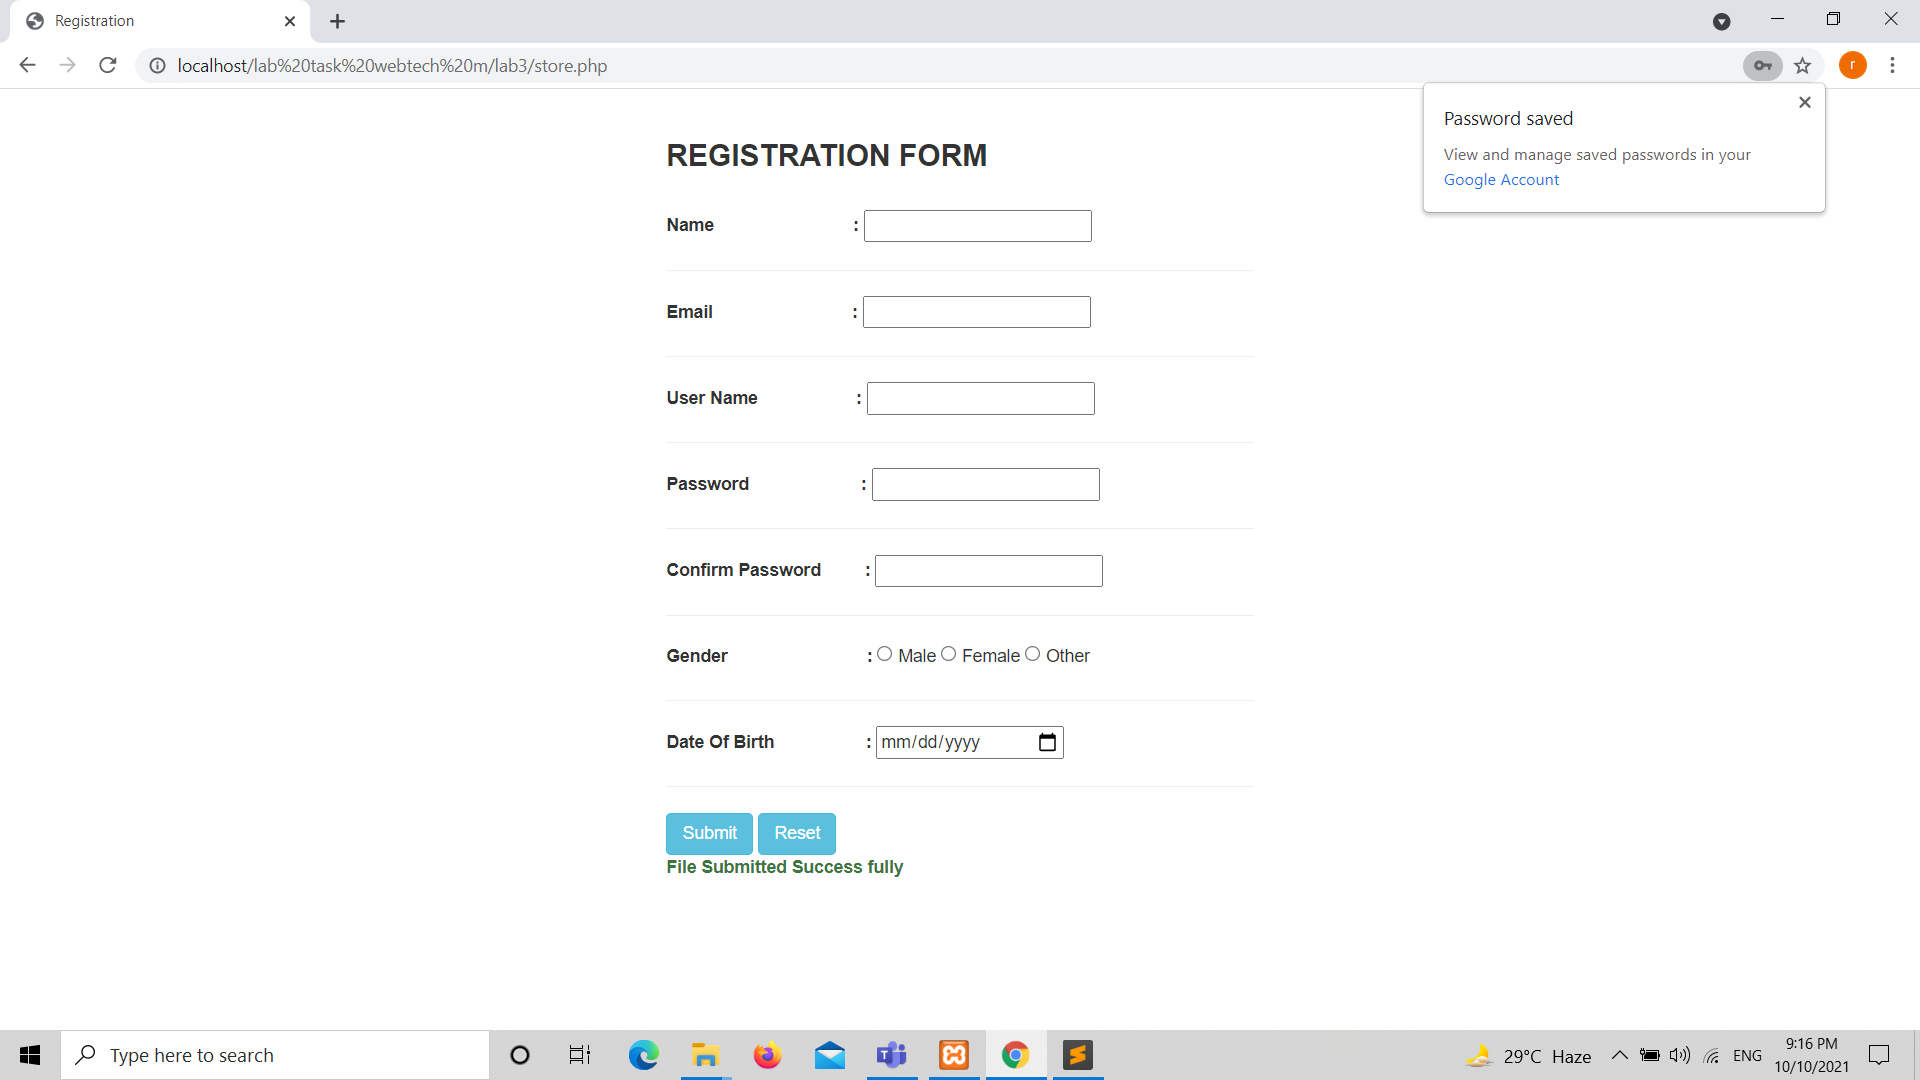 Registration
localhost/lab%20task%20webtech%20m/lab3/store.php
r
Password saved
View and manage saved passwords in your
Google Account
REGISTRATION FORM
Name :
Email :
User Name :
Password :
Confirm Password :
Gender : Male Female Other
Date Of Birth : mm/dd/yyyy
Submit Reset
File Submitted Success fully
Type here to search
29°C Haze
ENG
9:16 PM
10/10/2021